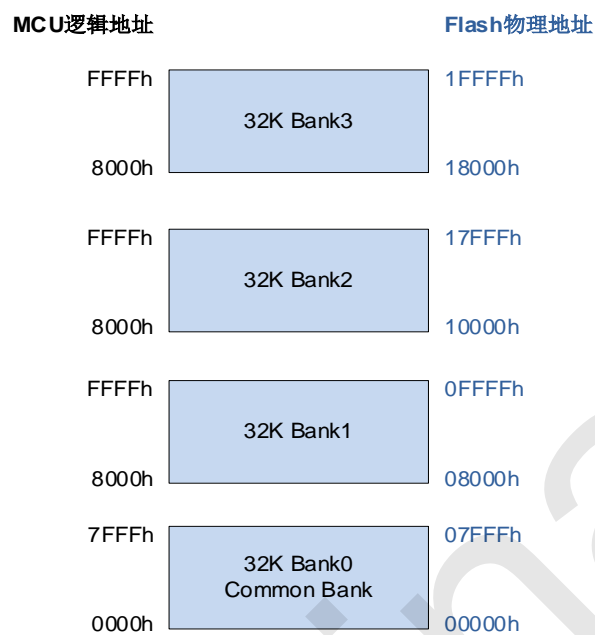 MCU逻辑地址 Flash物理地址
FFFFh 1FFFFh
32K Bank3
8000h 18000h
FFFFh 17FFFh
32K Bank2
8000h 10000h
FFFFh 0FFFFh
32K Bank1
8000h 08000h
7FFFh 07FFFh
32K Bank0
Common Bank
0000h 00000h